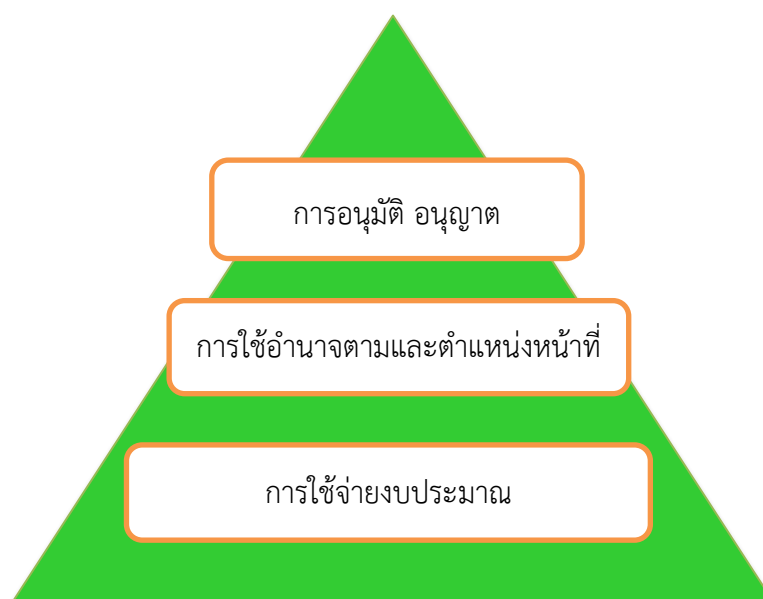 การอนุมัติ อนุญาต
การใช้อำนาจตามและตำแหน่งหน้าที่
การใช้จ่ายงบประมาณ